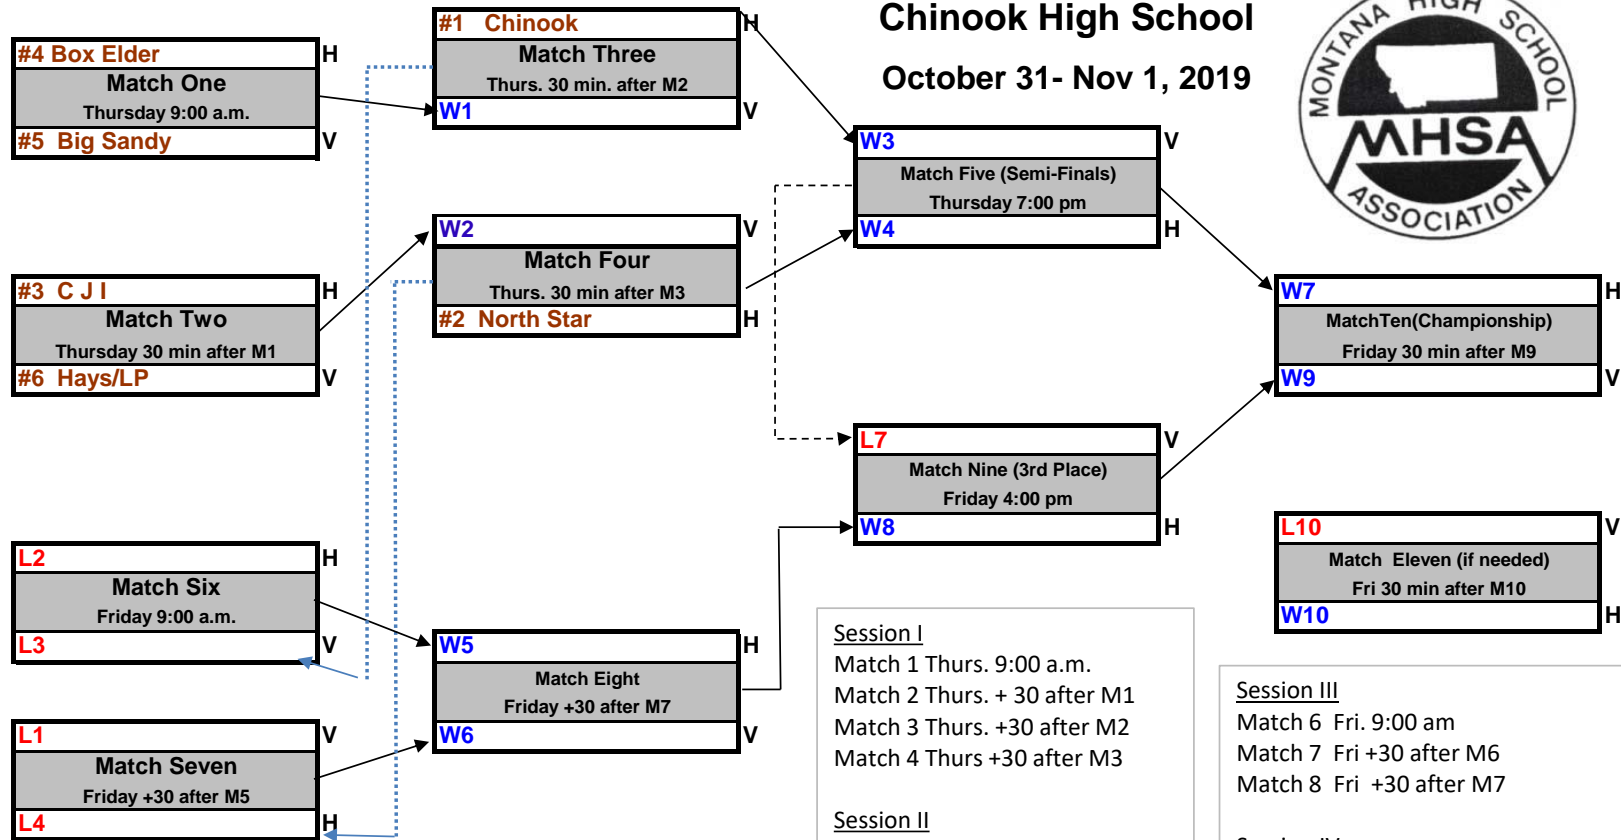 Chinook High School
October 31- Nov 1, 2019
MONTANA HIGH SCHOOL
MHSA
ASSOCIATION
#4 Box Elder H
Match One
Thursday 9:00 a.m.
#5 Big Sandy V
#3 C J I H
Match Two
Thursday 30 min after M1
#6 Hays/LP V
L2 H
Match Six
Friday 9:00 a.m.
L3 V
L1 V
Match Seven
Friday +30 after M5
L4 H
#1 Chinook H
Match Three
Thurs. 30 min. after M2
W1 V
W2 V
Match Four
Thurs. 30 min after M3
#2 North Star H
W5 H
Match Eight
Friday +30 after M7
W6 V
W3 V
Match Five (Semi-Finals)
Thursday 7:00 pm
W4 H
L7 V
Match Nine (3rd Place)
Friday 4:00 pm
W8 H
W7 H
MatchTen(Championship)
Friday 30 min after M9
W9 V
L10 V
Match Eleven (if needed)
Fri 30 min after M10
W10 H
Session I
Match 1 Thurs. 9:00 a.m.
Match 2 Thurs. + 30 after M1
Match 3 Thurs. +30 after M2
Match 4 Thurs +30 after M3
Session II
Session III
Match 6 Fri. 9:00 am
Match 7 Fri +30 after M6
Match 8 Fri +30 after M7